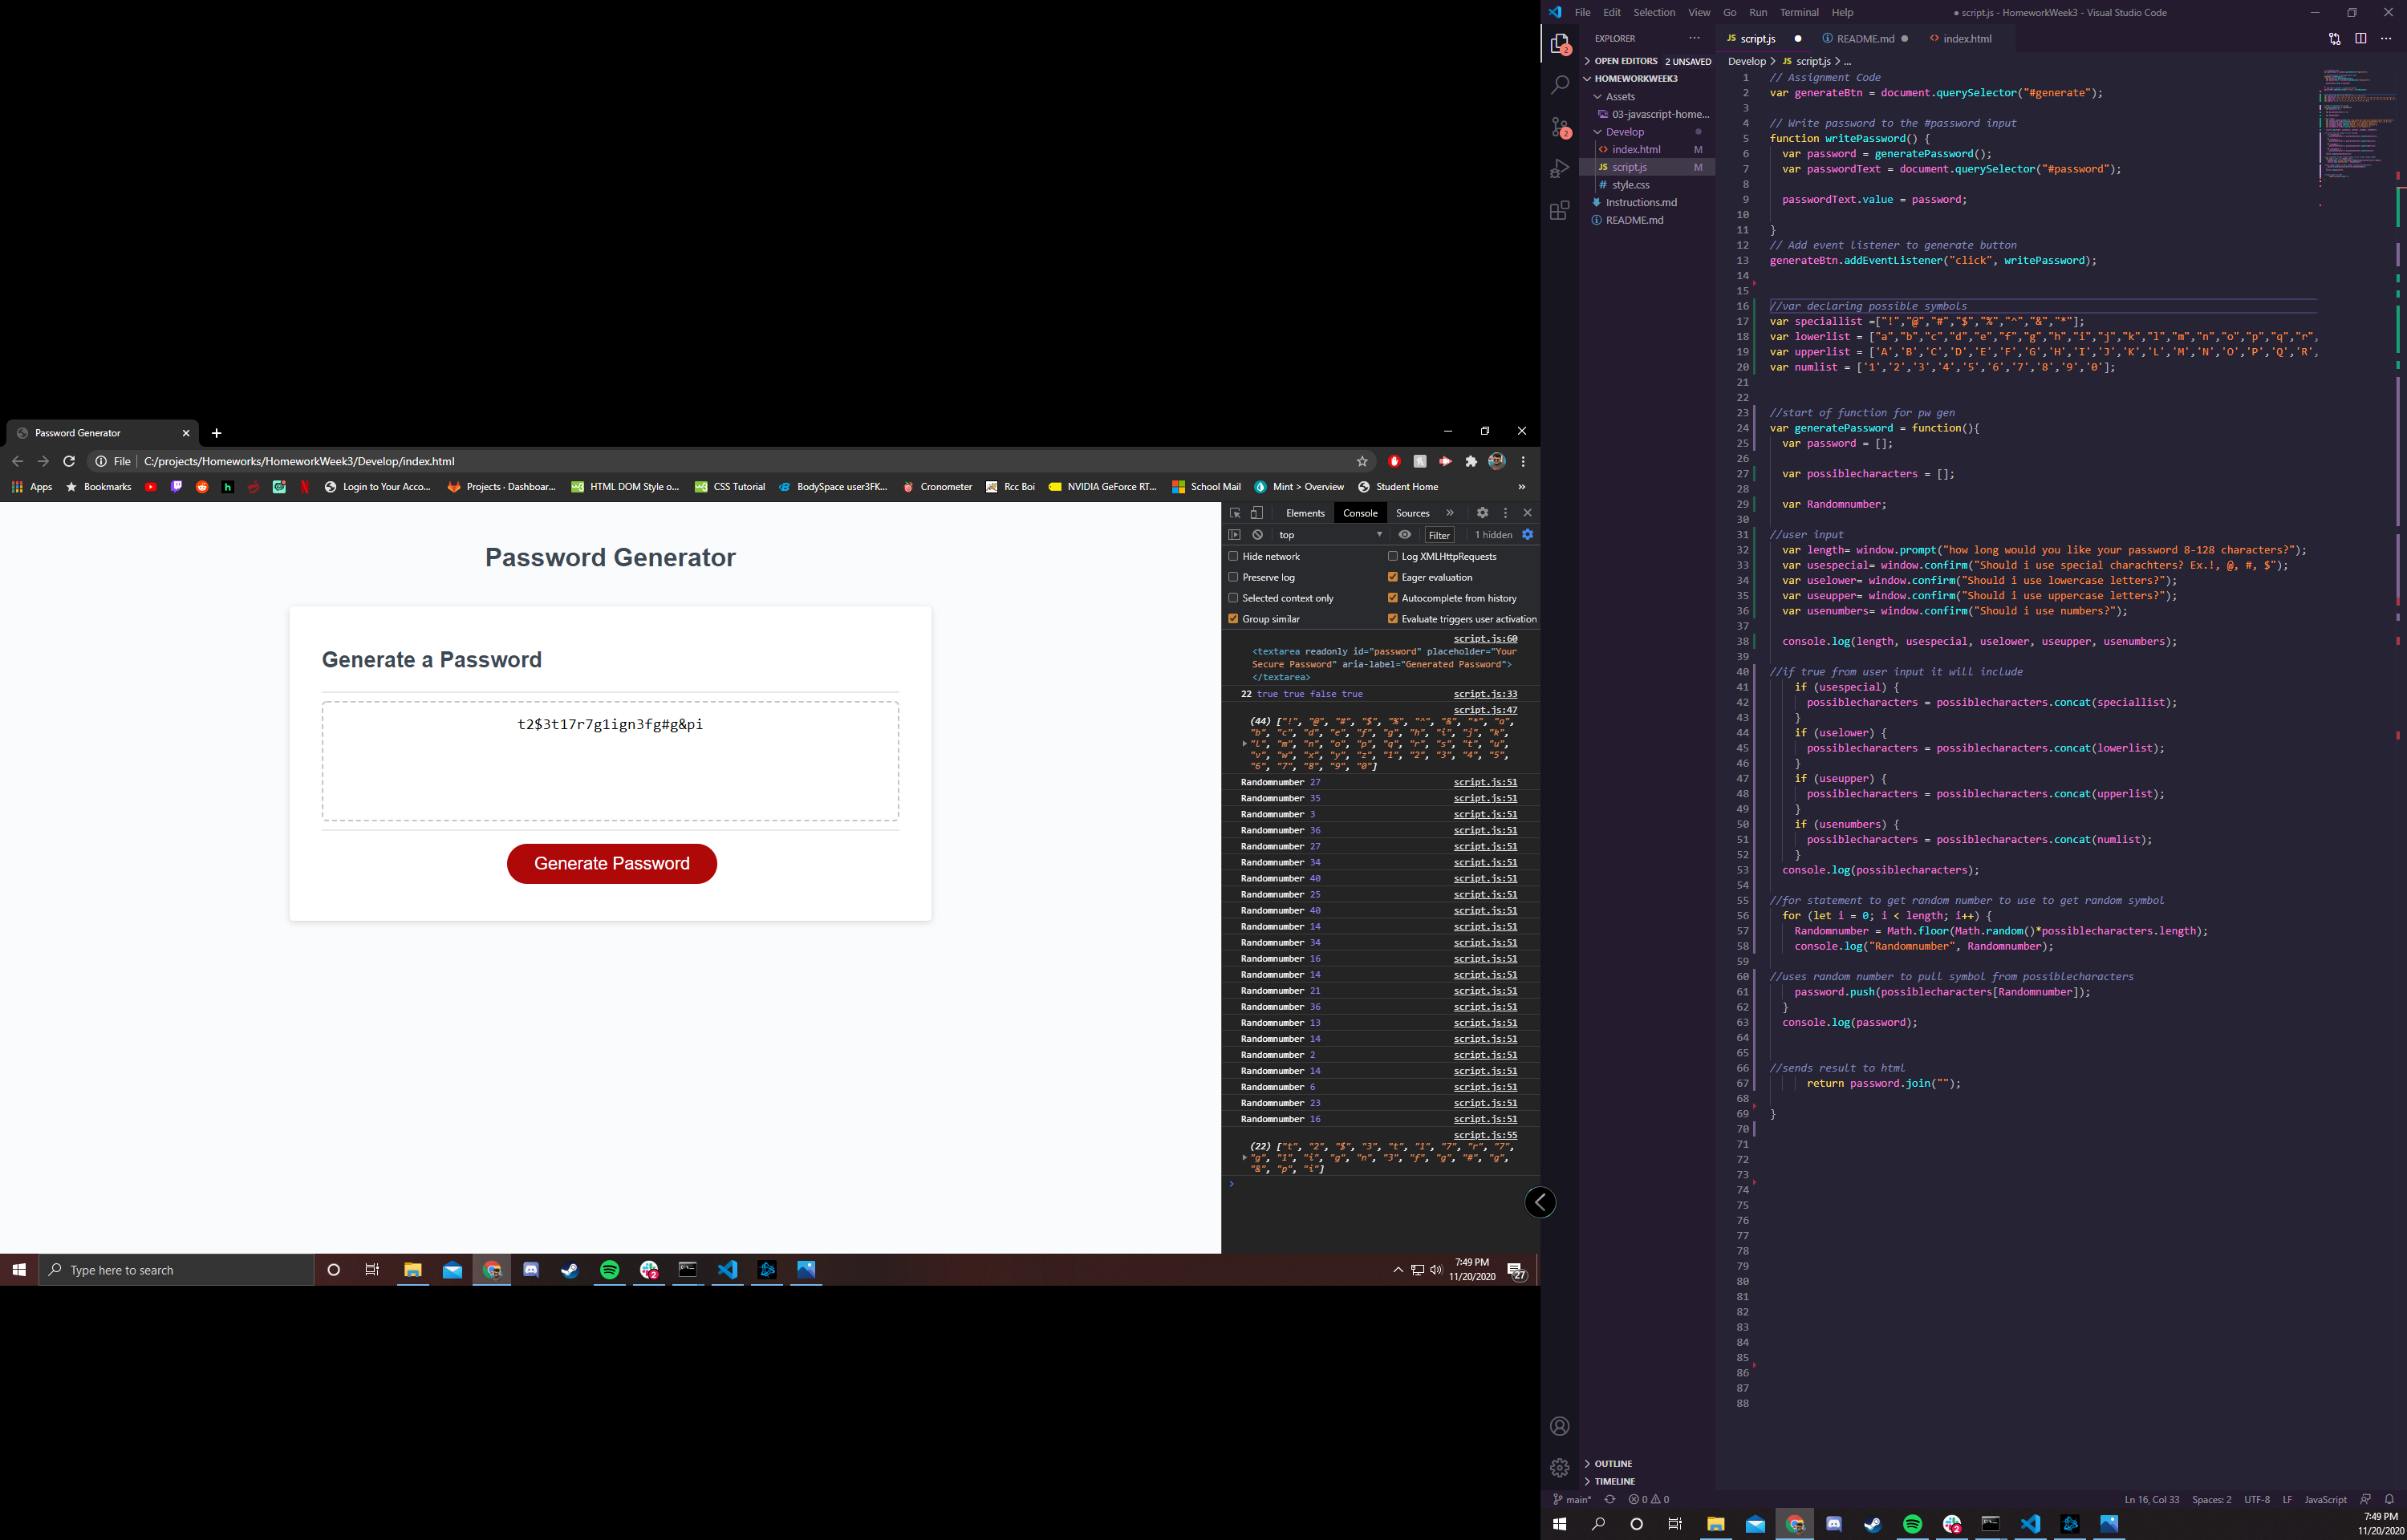 Password Generator
File C:/projects/Homeworks/HomeworkWeek3/Develop/index.html
Apps Bookmarks Login to Your Acco... Projects - Dashboar... HTML DOM Style o... CSS Tutorial BodySpace user3FK... Cronometer Rcc Boi NVIDIA GeForce RT... School Mail Mint > Overview Student Home »
Password Generator
Generate a Password
t2$3t17r7g1ign3fg#g&pi
Generate Password
Elements Console Sources »
top Filter 1 hidden
Hide network Log XMLHttpRequests
Preserve log Eager evaluation
Selected context only Autocomplete from history
Group similar Evaluate triggers user activation
script.js:60
<textarea readonly id="password" placeholder="Your
Secure Password" aria-label="Generated Password">
</textarea>
22 true true false true script.js:33
script.js:47
(44) ["!", "@", "#", "$", "%", "^", "&", "*", "a",
"b", "c", "d", "e", "f", "g", "h", "i", "j", "k",
"l", "m", "n", "o", "p", "q", "r", "s", "t", "u",
"v", "w", "x", "y", "z", "1", "2", "3", "4", "5",
"6", "7", "8", "9", "0"]
Randomnumber 27 script.js:51
Randomnumber 35 script.js:51
Randomnumber 3 script.js:51
Randomnumber 36 script.js:51
Randomnumber 27 script.js:51
Randomnumber 34 script.js:51
Randomnumber 40 script.js:51
Randomnumber 25 script.js:51
Randomnumber 40 script.js:51
Randomnumber 14 script.js:51
Randomnumber 34 script.js:51
Randomnumber 16 script.js:51
Randomnumber 14 script.js:51
Randomnumber 21 script.js:51
Randomnumber 36 script.js:51
Randomnumber 13 script.js:51
Randomnumber 14 script.js:51
Randomnumber 2 script.js:51
Randomnumber 14 script.js:51
Randomnumber 6 script.js:51
Randomnumber 23 script.js:51
Randomnumber 16 script.js:51
script.js:55
(22) ["t", "2", "$", "3", "t", "1", "7", "r", "7",
"g", "1", "i", "g", "n", "3", "f", "g", "#", "g",
"&", "p", "i"]
Type here to search
7:49 PM
11/20/2020
27
File Edit Selection View Go Run Terminal Help ● script.js - HomeworkWeek3 - Visual Studio Code
EXPLORER
OPEN EDITORS 2 UNSAVED
HOMEWORKWEEK3
Assets
03-javascript-home...
Develop
index.html M
script.js M
style.css
Instructions.md
README.md
OUTLINE
TIMELINE
JS script.js README.md index.html
Develop > JS script.js > ...
1 // Assignment Code
2 var generateBtn = document.querySelector("#generate");
3
4 // Write password to the #password input
5 function writePassword() {
6 var password = generatePassword();
7 var passwordText = document.querySelector("#password");
8
9 passwordText.value = password;
10
11 }
12 // Add event listener to generate button
13 generateBtn.addEventListener("click", writePassword);
14
15
16 //var declaring possible symbols
17 var speciallist =["!","@","#","$","%","^","&","*"];
18 var lowerlist = ["a","b","c","d","e","f","g","h","i","j","k","l","m","n","o","p","q","r",
19 var upperlist = ['A','B','C','D','E','F','G','H','I','J','K','L','M','N','O','P','Q','R',
20 var numlist = ['1','2','3','4','5','6','7','8','9','0'];
21
22
23 //start of function for pw gen
24 var generatePassword = function(){
25 var password = [];
26
27 var possiblecharacters = [];
28
29 var Randomnumber;
30
31 //user input
32 var length= window.prompt("how long would you like your password 8-128 characters?");
33 var usespecial= window.confirm("Should i use special charachters? Ex.!, @, #, $");
34 var uselower= window.confirm("Should i use lowercase letters?");
35 var useupper= window.confirm("Should i use uppercase letters?");
36 var usenumbers= window.confirm("Should i use numbers?");
37
38 console.log(length, usespecial, uselower, useupper, usenumbers);
39
40 //if true from user input it will include
41 if (usespecial) {
42 possiblecharacters = possiblecharacters.concat(speciallist);
43 }
44 if (uselower) {
45 possiblecharacters = possiblecharacters.concat(lowerlist);
46 }
47 if (useupper) {
48 possiblecharacters = possiblecharacters.concat(upperlist);
49 }
50 if (usenumbers) {
51 possiblecharacters = possiblecharacters.concat(numlist);
52 }
53 console.log(possiblecharacters);
54
55 //for statement to get random number to use to get random symbol
56 for (let i = 0; i < length; i++) {
57 Randomnumber = Math.floor(Math.random()*possiblecharacters.length);
58 console.log("Randomnumber", Randomnumber);
59
60 //uses random number to pull symbol from possiblecharacters
61 password.push(possiblecharacters[Randomnumber]);
62 }
63 console.log(password);
64
65
66 //sends result to html
67 return password.join("");
68
69 }
70
71
72
73
74
75
76
77
78
79
80
81
82
83
84
85
86
87
88
main* 0 0 Ln 16, Col 33 Spaces: 2 UTF-8 LF JavaScript
7:49 PM
11/20/2020